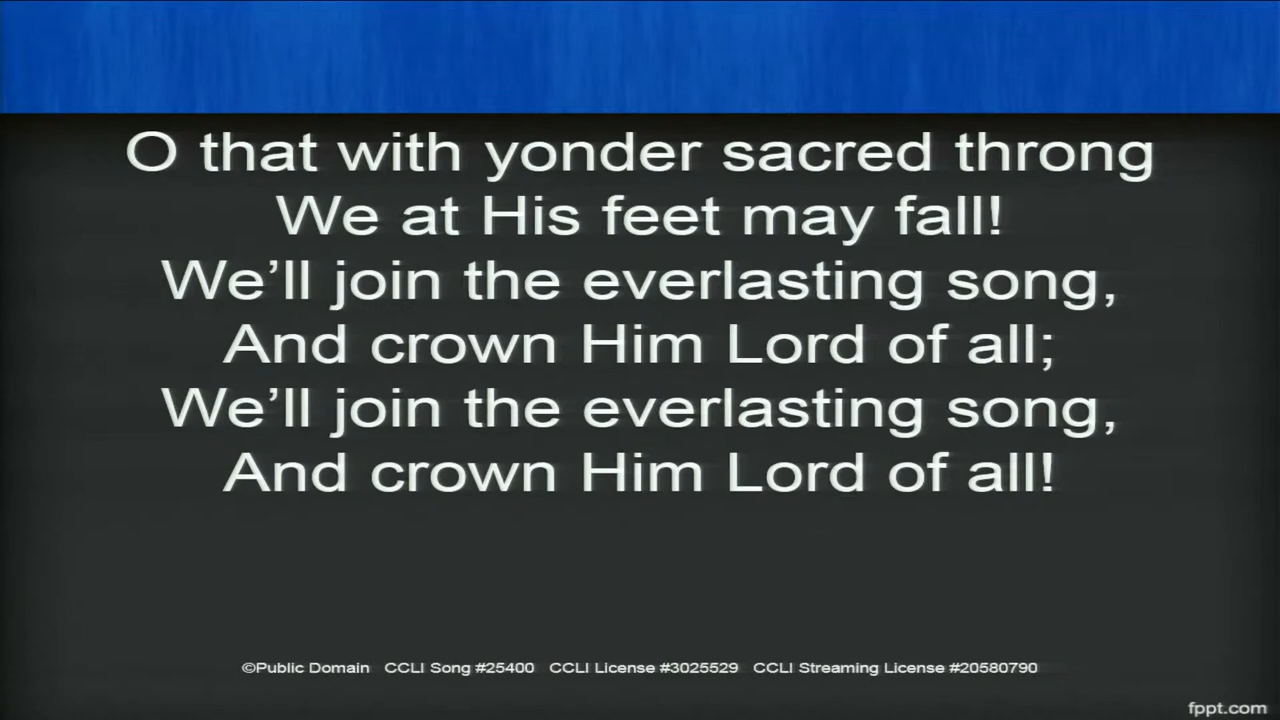 O that with yonder sacred throng
We at His feet may fall!
We’ll join the everlasting song,
And crown Him Lord of all;
We’ll join the everlasting song,
And crown Him Lord of all!
©Public Domain CCLI Song #25400 CCLI License #3025529 CCLI Streaming License #20580790
fppt.com